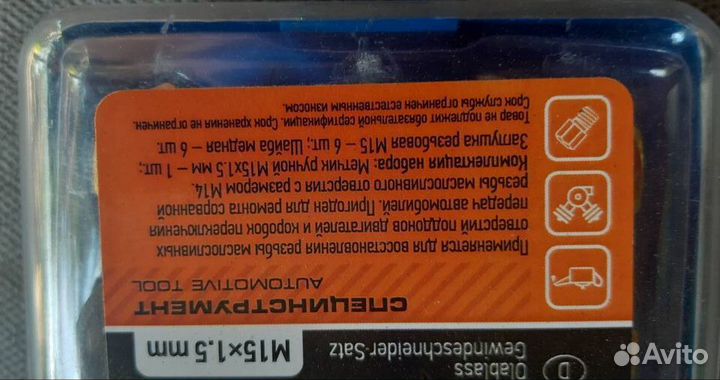 Ölablass
Gewindeschneider-Satz
D
M15×1.5 mm
СПЕЦИНСТРУМЕНТ
AUTOMOTIVE TOOL
Применяется для восстановления резьбы маслосливных
отверстий поддонов двигателей и коробок переключения
передач автомобилей. Пригоден для ремонта сорванной
резьбы маслосливного отверстия с размером М14.
Комплектация набора: Метчик ручной М15х1.5 мм – 1 шт.;
Заглушка резьбовая М15 – 6 шт.; Шайба медная – 6 шт.
Товар не подлежит обязательной сертификации. Срок хранения не ограничен.
Срок службы ограничен естественным износом.
Avito